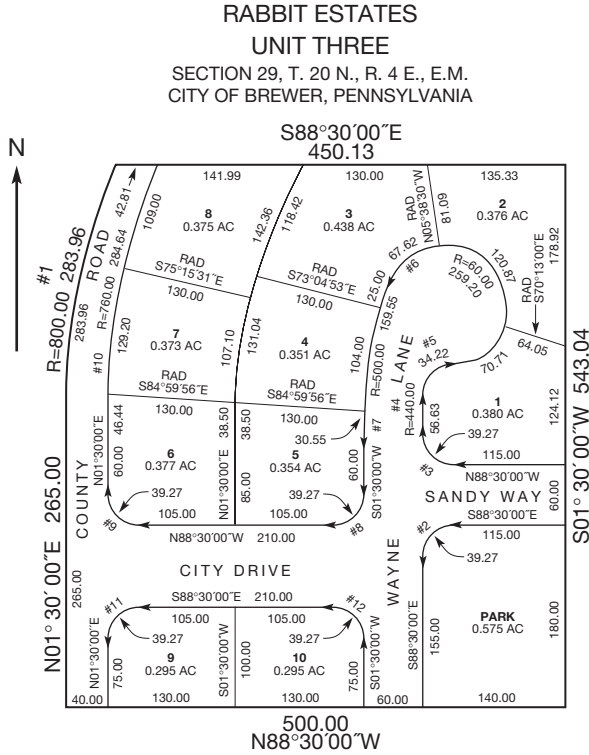 RABBIT ESTATES
UNIT THREE
SECTION 29, T. 20 N., R. 4 E., E.M.
CITY OF BREWER, PENNSYLVANIA
S88°30´00˝E
450.13
N
141.99
130.00
135.33
42.81
109.00
8
0.375 AC
142.36
118.42
3
0.438 AC
RAD
N05°38´30˝W
81.09
2
0.376 AC
178.92
#1
R=800.00 283.96
283.96
ROAD
284.64
R=760.00
#10
RAD
S75°15´31˝E
130.00
RAD
S73°04´53˝E
130.00
67.62
#6
25.00
159.55
R=60.00
259.20
120.87
RAD
S70°13´00˝E
64.05
129.20
7
0.373 AC
107.10
131.04
4
0.351 AC
104.00
R=500.00
LANE
#5
34.22
70.71
#4
R=440.00
56.63
1
0.380 AC
124.12
S01° 30´ 00˝W 543.04
RAD
S84°59´56˝E
130.00
RAD
S84°59´56˝E
130.00
46.44
38.50
38.50
30.55
#7
N01°30´00˝E
60.00
6
0.377 AC
N01°30´00˝E
85.00
5
0.354 AC
60.00
S01°30´00˝W
39.27
#3
115.00
N88°30´00˝W
SANDY WAY
60.00
COUNTY
39.27
#9
105.00
39.27
105.00
#8
N88°30´00˝W 210.00
#2
S88°30´00˝E
115.00
39.27
N01° 30´ 00˝E 265.00
265.00
CITY DRIVE
WAYNE
#11
S88°30´00˝E 210.00
#12
105.00
105.00
39.27
39.27
N01°30´00˝E
75.00
9
0.295 AC
S01°30´00˝W
100.00
10
0.295 AC
75.00
S01°30´00˝W
S88°30´00˝E
155.00
PARK
0.575 AC
180.00
40.00
130.00
130.00
60.00
140.00
500.00
N88°30´00˝W